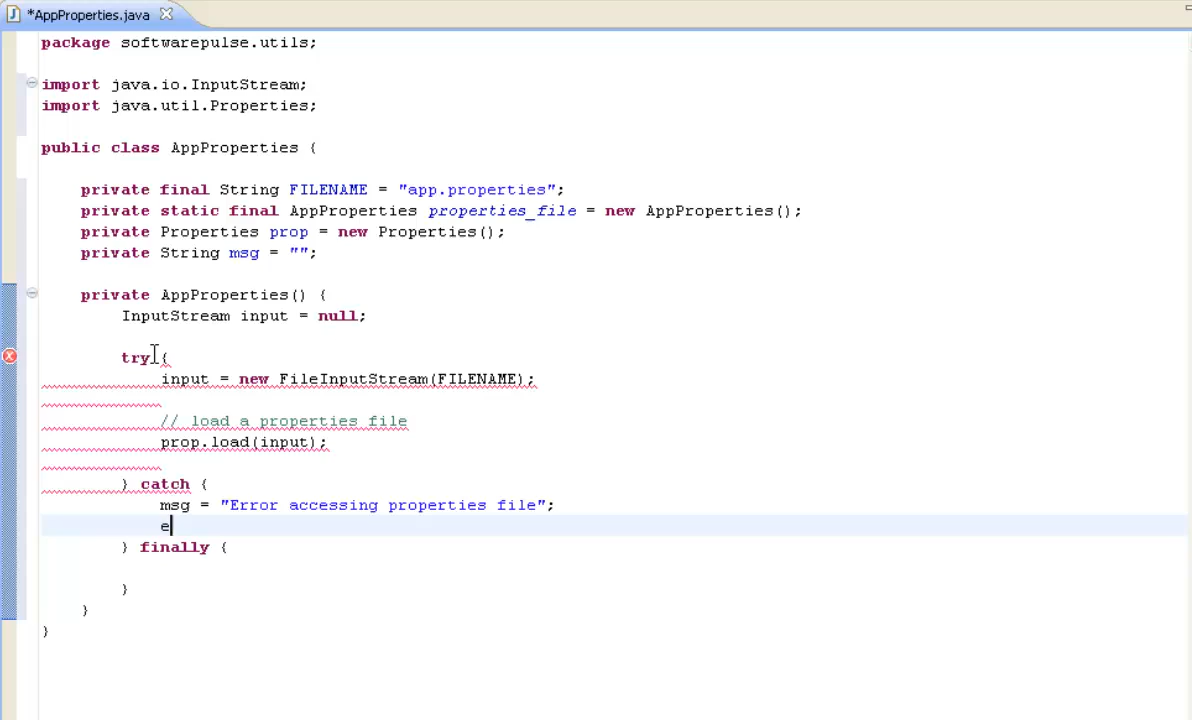 *AppProperties.java
package softwarepulse.utils;
import java.io.InputStream;
import java.util.Properties;
public class AppProperties {
private final String FILENAME = "app.properties";
private static final AppProperties properties_file = new AppProperties();
private Properties prop = new Properties();
private String msg = "";
private AppProperties() {
InputStream input = null;
try {
input = new FileInputStream(FILENAME);
// load a properties file
prop.load(input);
} catch {
msg = "Error accessing properties file";
e
} finally {
}
}
}